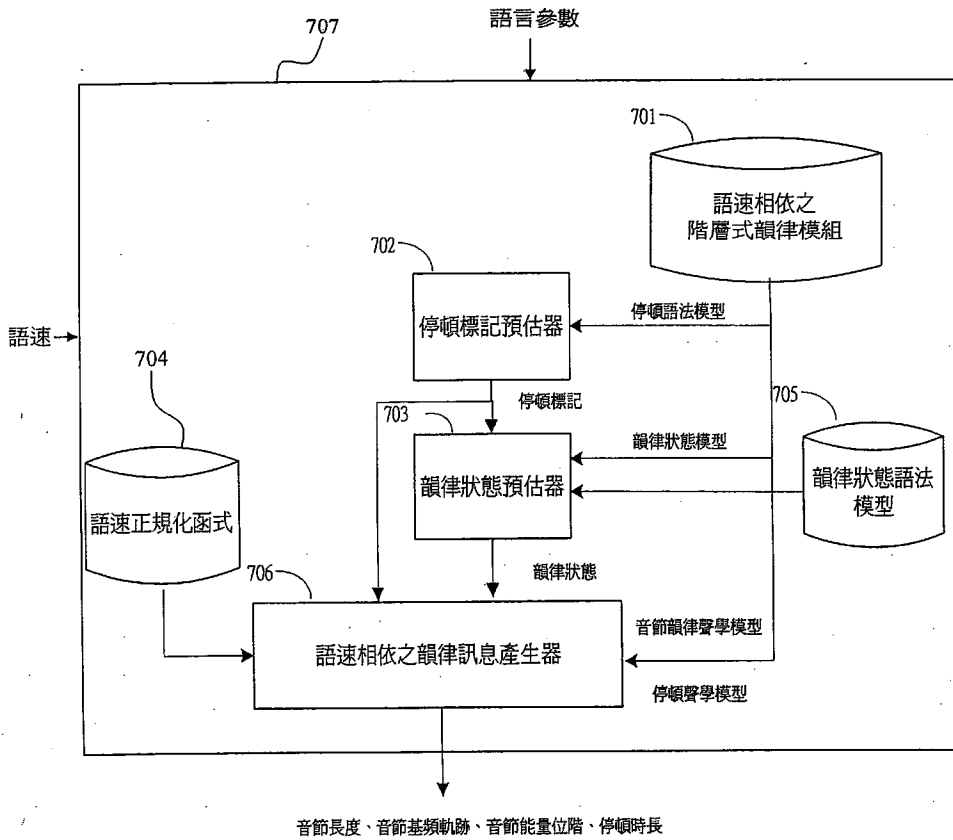 語言參數
707
701
語速相依之
階層式韻律模組
702
停頓標記預估器
停頓語法模型
語速
704
停頓標記
703
705
韻律狀態模型
韻律狀態預估器
韻律狀態語法
模型
語速正規化函式
韻律狀態
706
音節韻律聲學模型
語速相依之韻律訊息產生器
停頓聲學模型
音節長度、音節基頻軌跡、音節能量位階、停頓時長